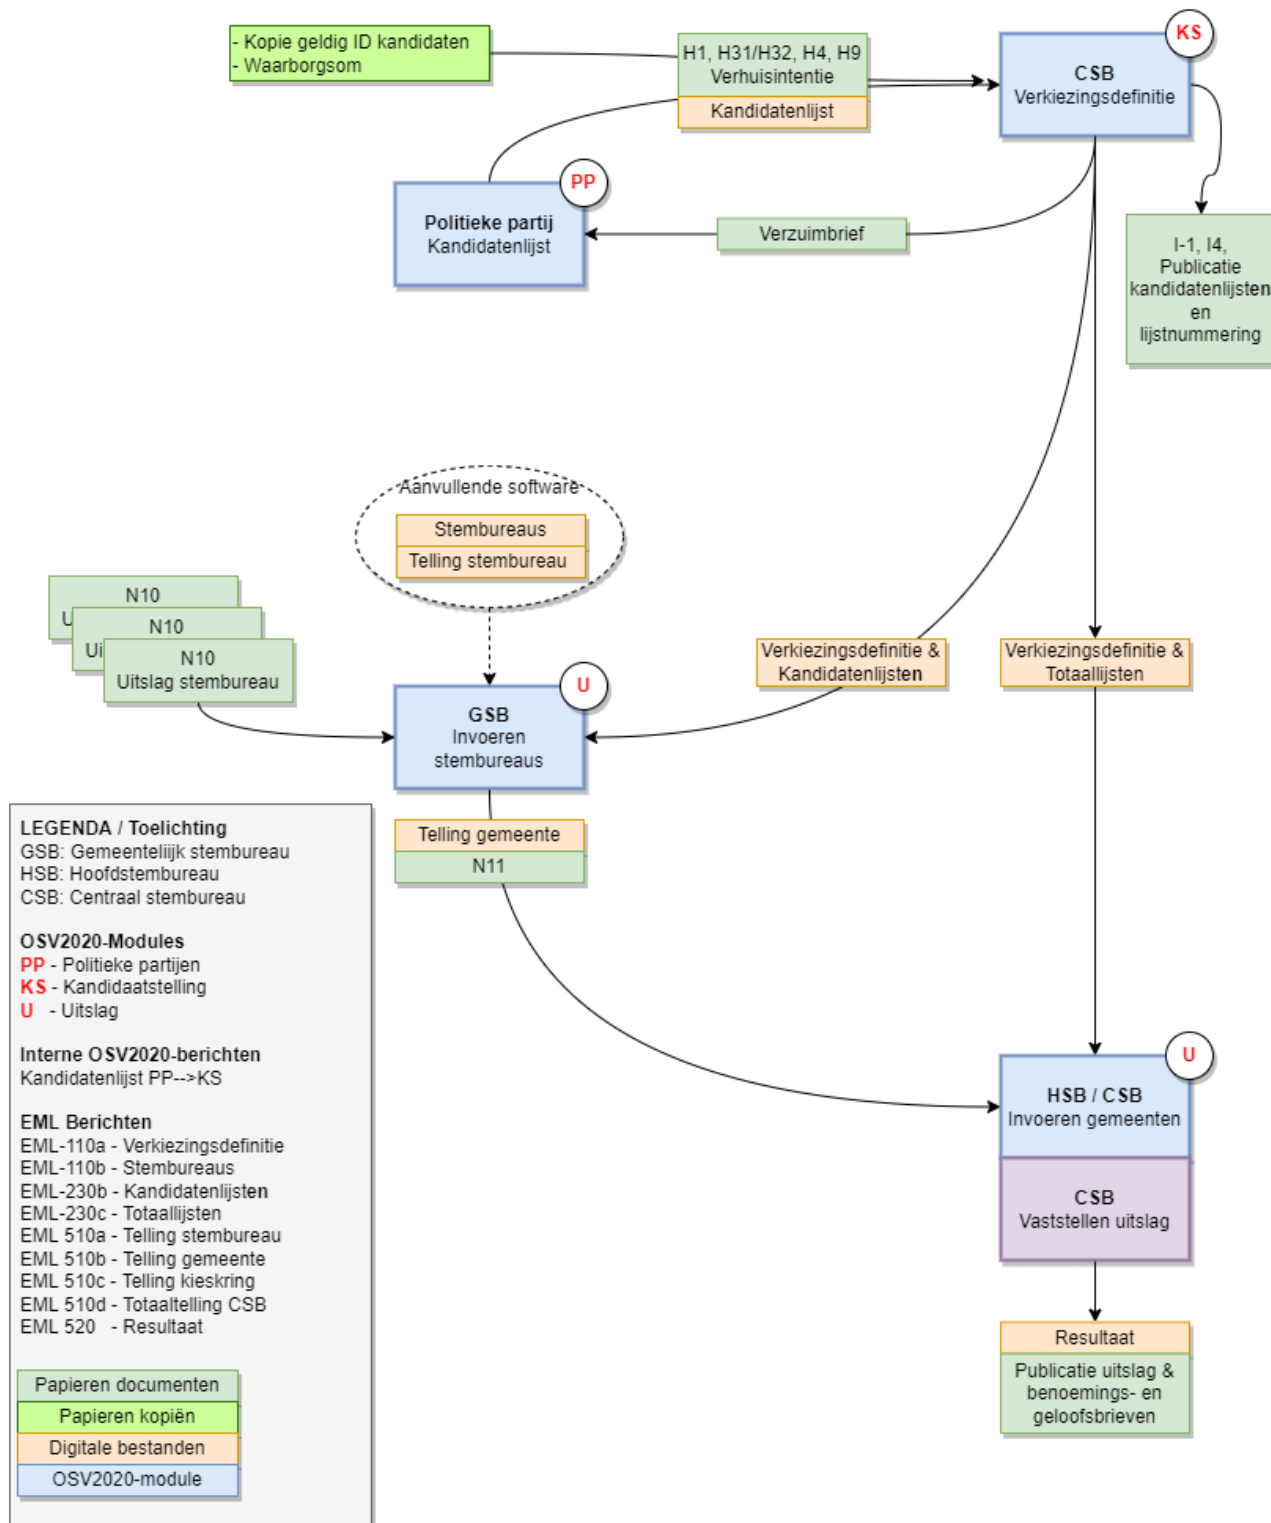 - Kopie geldig ID kandidaten
- Waarborgsom
H1, H31/H32, H4, H9
Verhuisintentie
Kandidatenlijst
KS
CSB
Verkiezingsdefinitie
PP
Politieke partij
Kandidatenlijst
Verzuimbrief
I-1, I4,
Publicatie
kandidatenlijsten
en
lijstnummering
Aanvullende software
Stembureaus
Telling stembureau
N10
U
N10
Ui
N10
Uitslag stembureau
U
GSB
Invoeren
stembureaus
Verkiezingsdefinitie &
Kandidatenlijsten
Verkiezingsdefinitie &
Totaallijsten
Telling gemeente
N11
LEGENDA / Toelichting
GSB: Gemeenteliijk stembureau
HSB: Hoofdstembureau
CSB: Centraal stembureau
OSV2020-Modules
PP - Politieke partijen
KS - Kandidaatstelling
U - Uitslag
Interne OSV2020-berichten
Kandidatenlijst PP-->KS
EML Berichten
EML-110a - Verkiezingsdefinitie
EML-110b - Stembureaus
EML-230b - Kandidatenlijsten
EML-230c - Totaallijsten
EML 510a - Telling stembureau
EML 510b - Telling gemeente
EML 510c - Telling kieskring
EML 510d - Totaaltelling CSB
EML 520 - Resultaat
Papieren documenten
Papieren kopiën
Digitale bestanden
OSV2020-module
U
HSB / CSB
Invoeren gemeenten
CSB
Vaststellen uitslag
Resultaat
Publicatie uitslag &
benoemings- en
geloofsbrieven